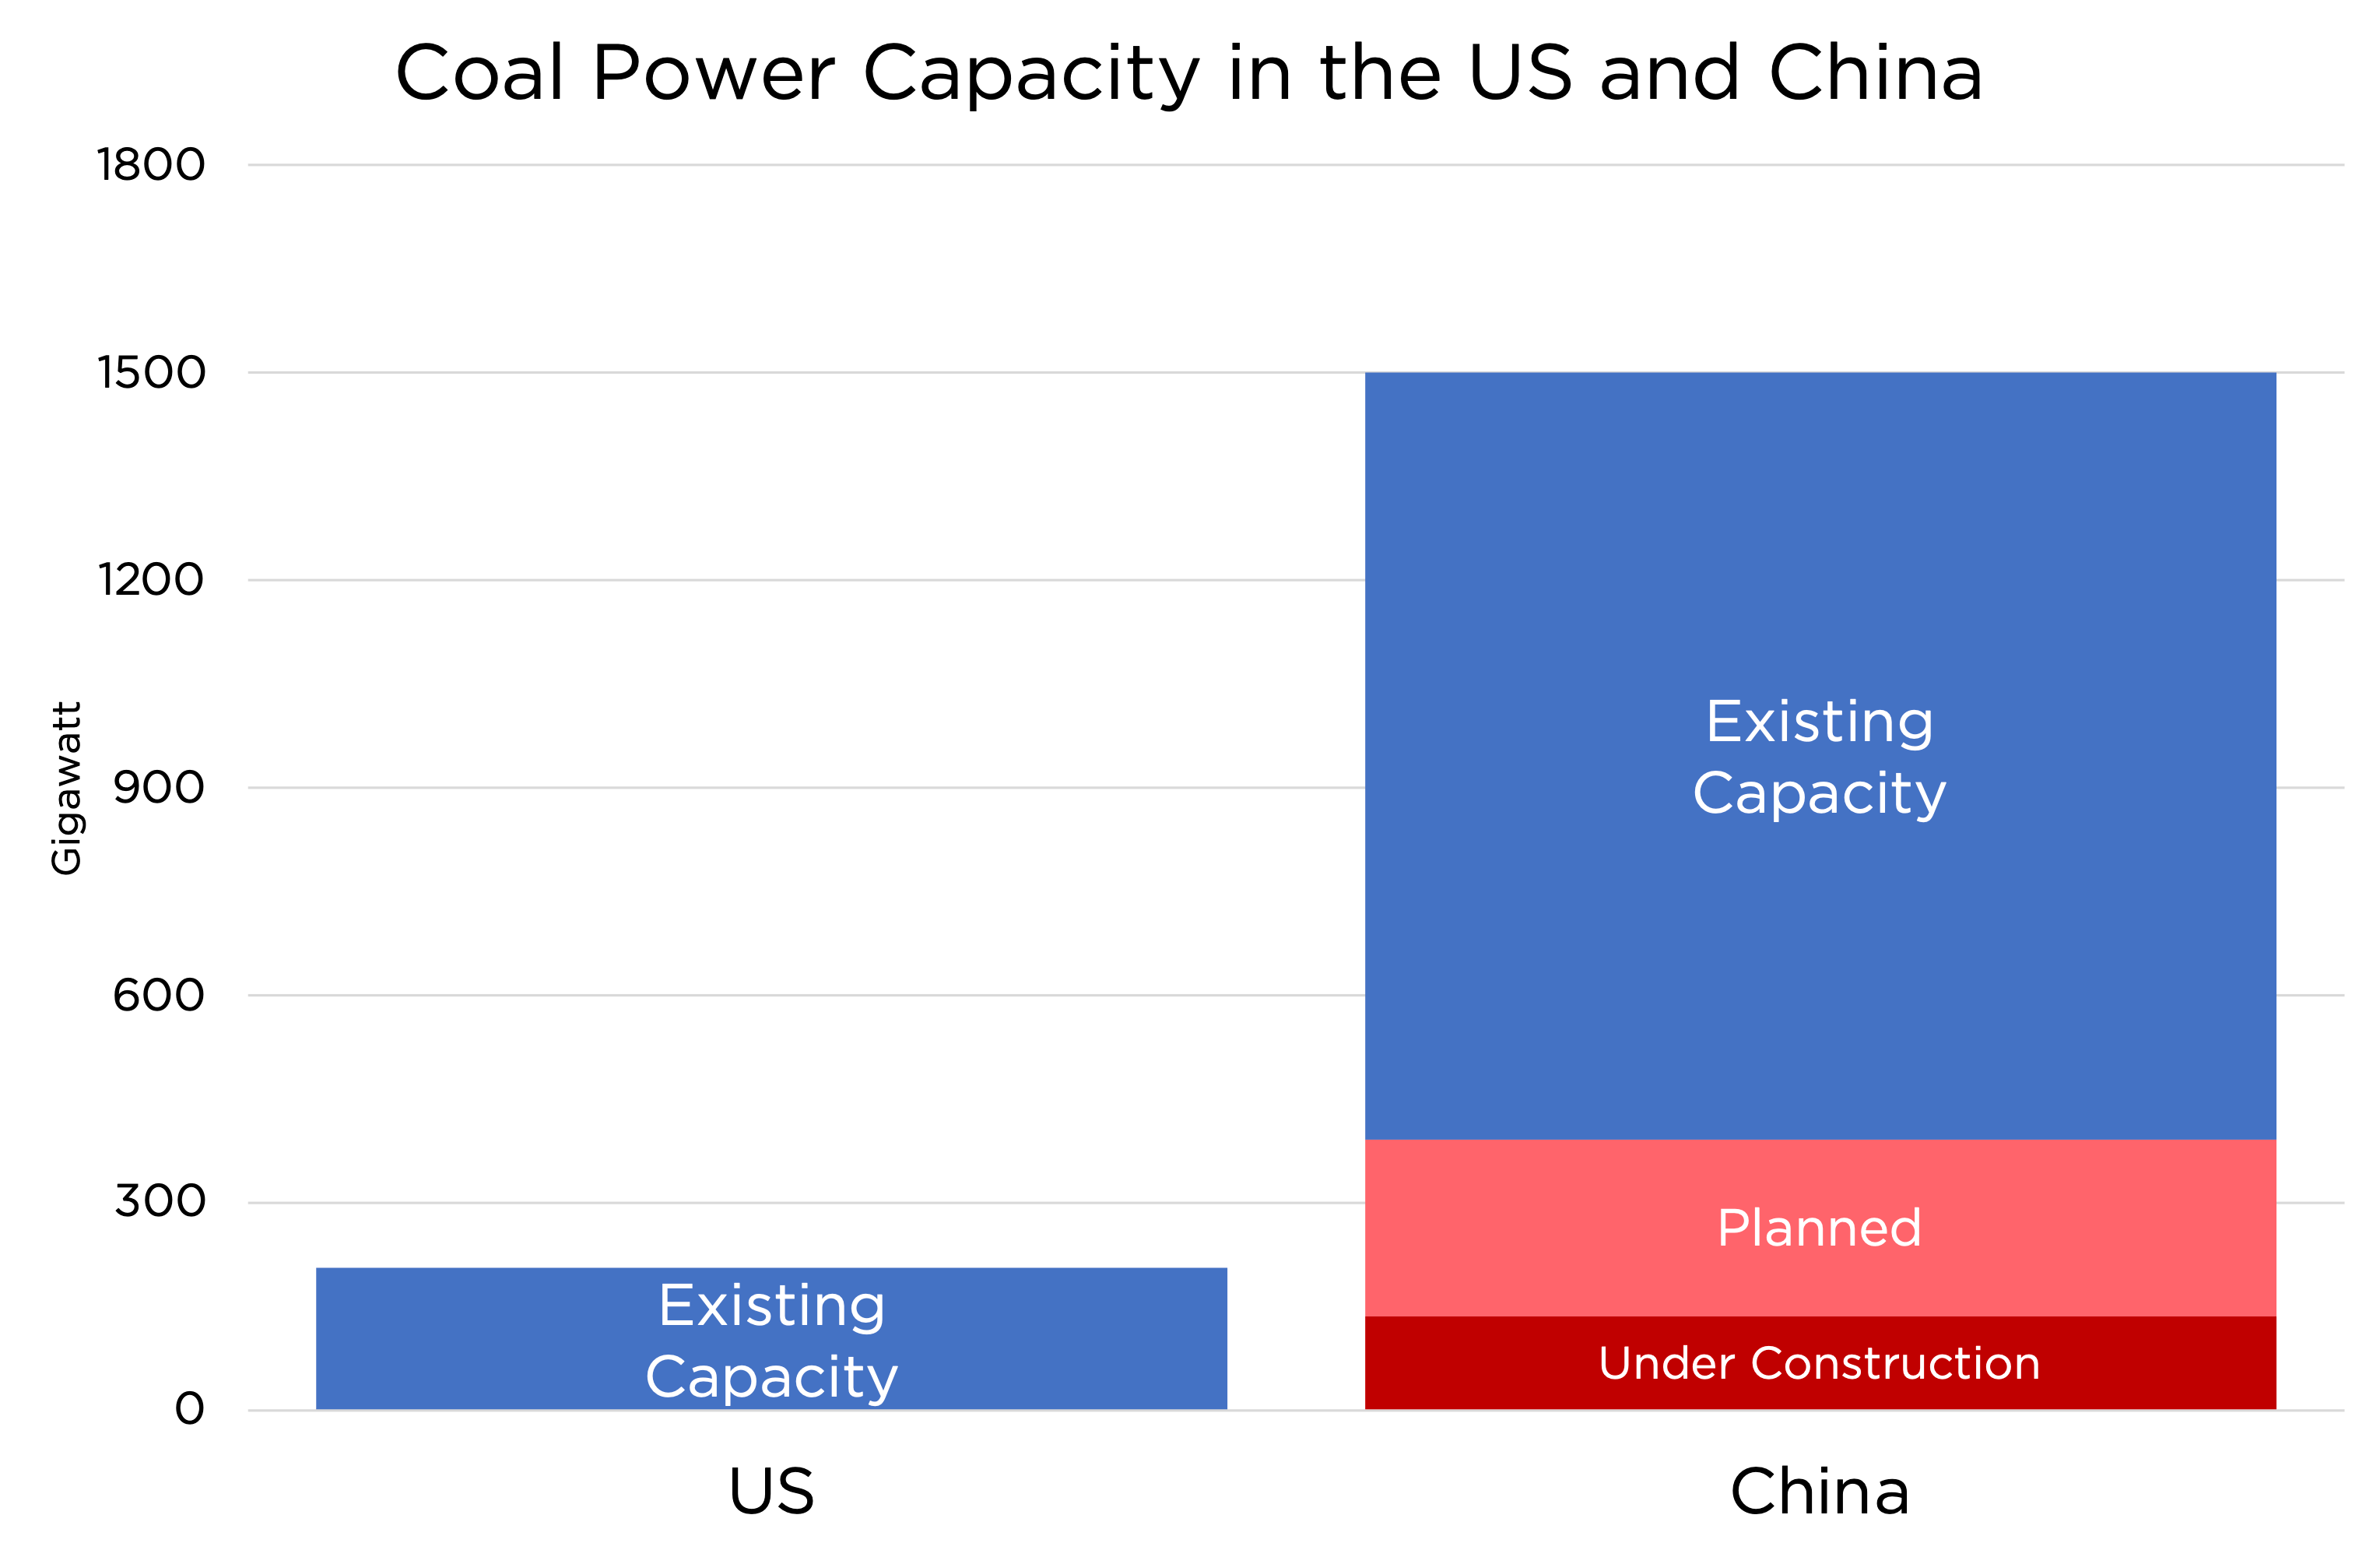 Coal Power Capacity in the US and China
1800
1500
1200
900
600
300
0
Gigawatt
Existing
Capacity
Existing
Capacity
Planned
Under Construction
US
China